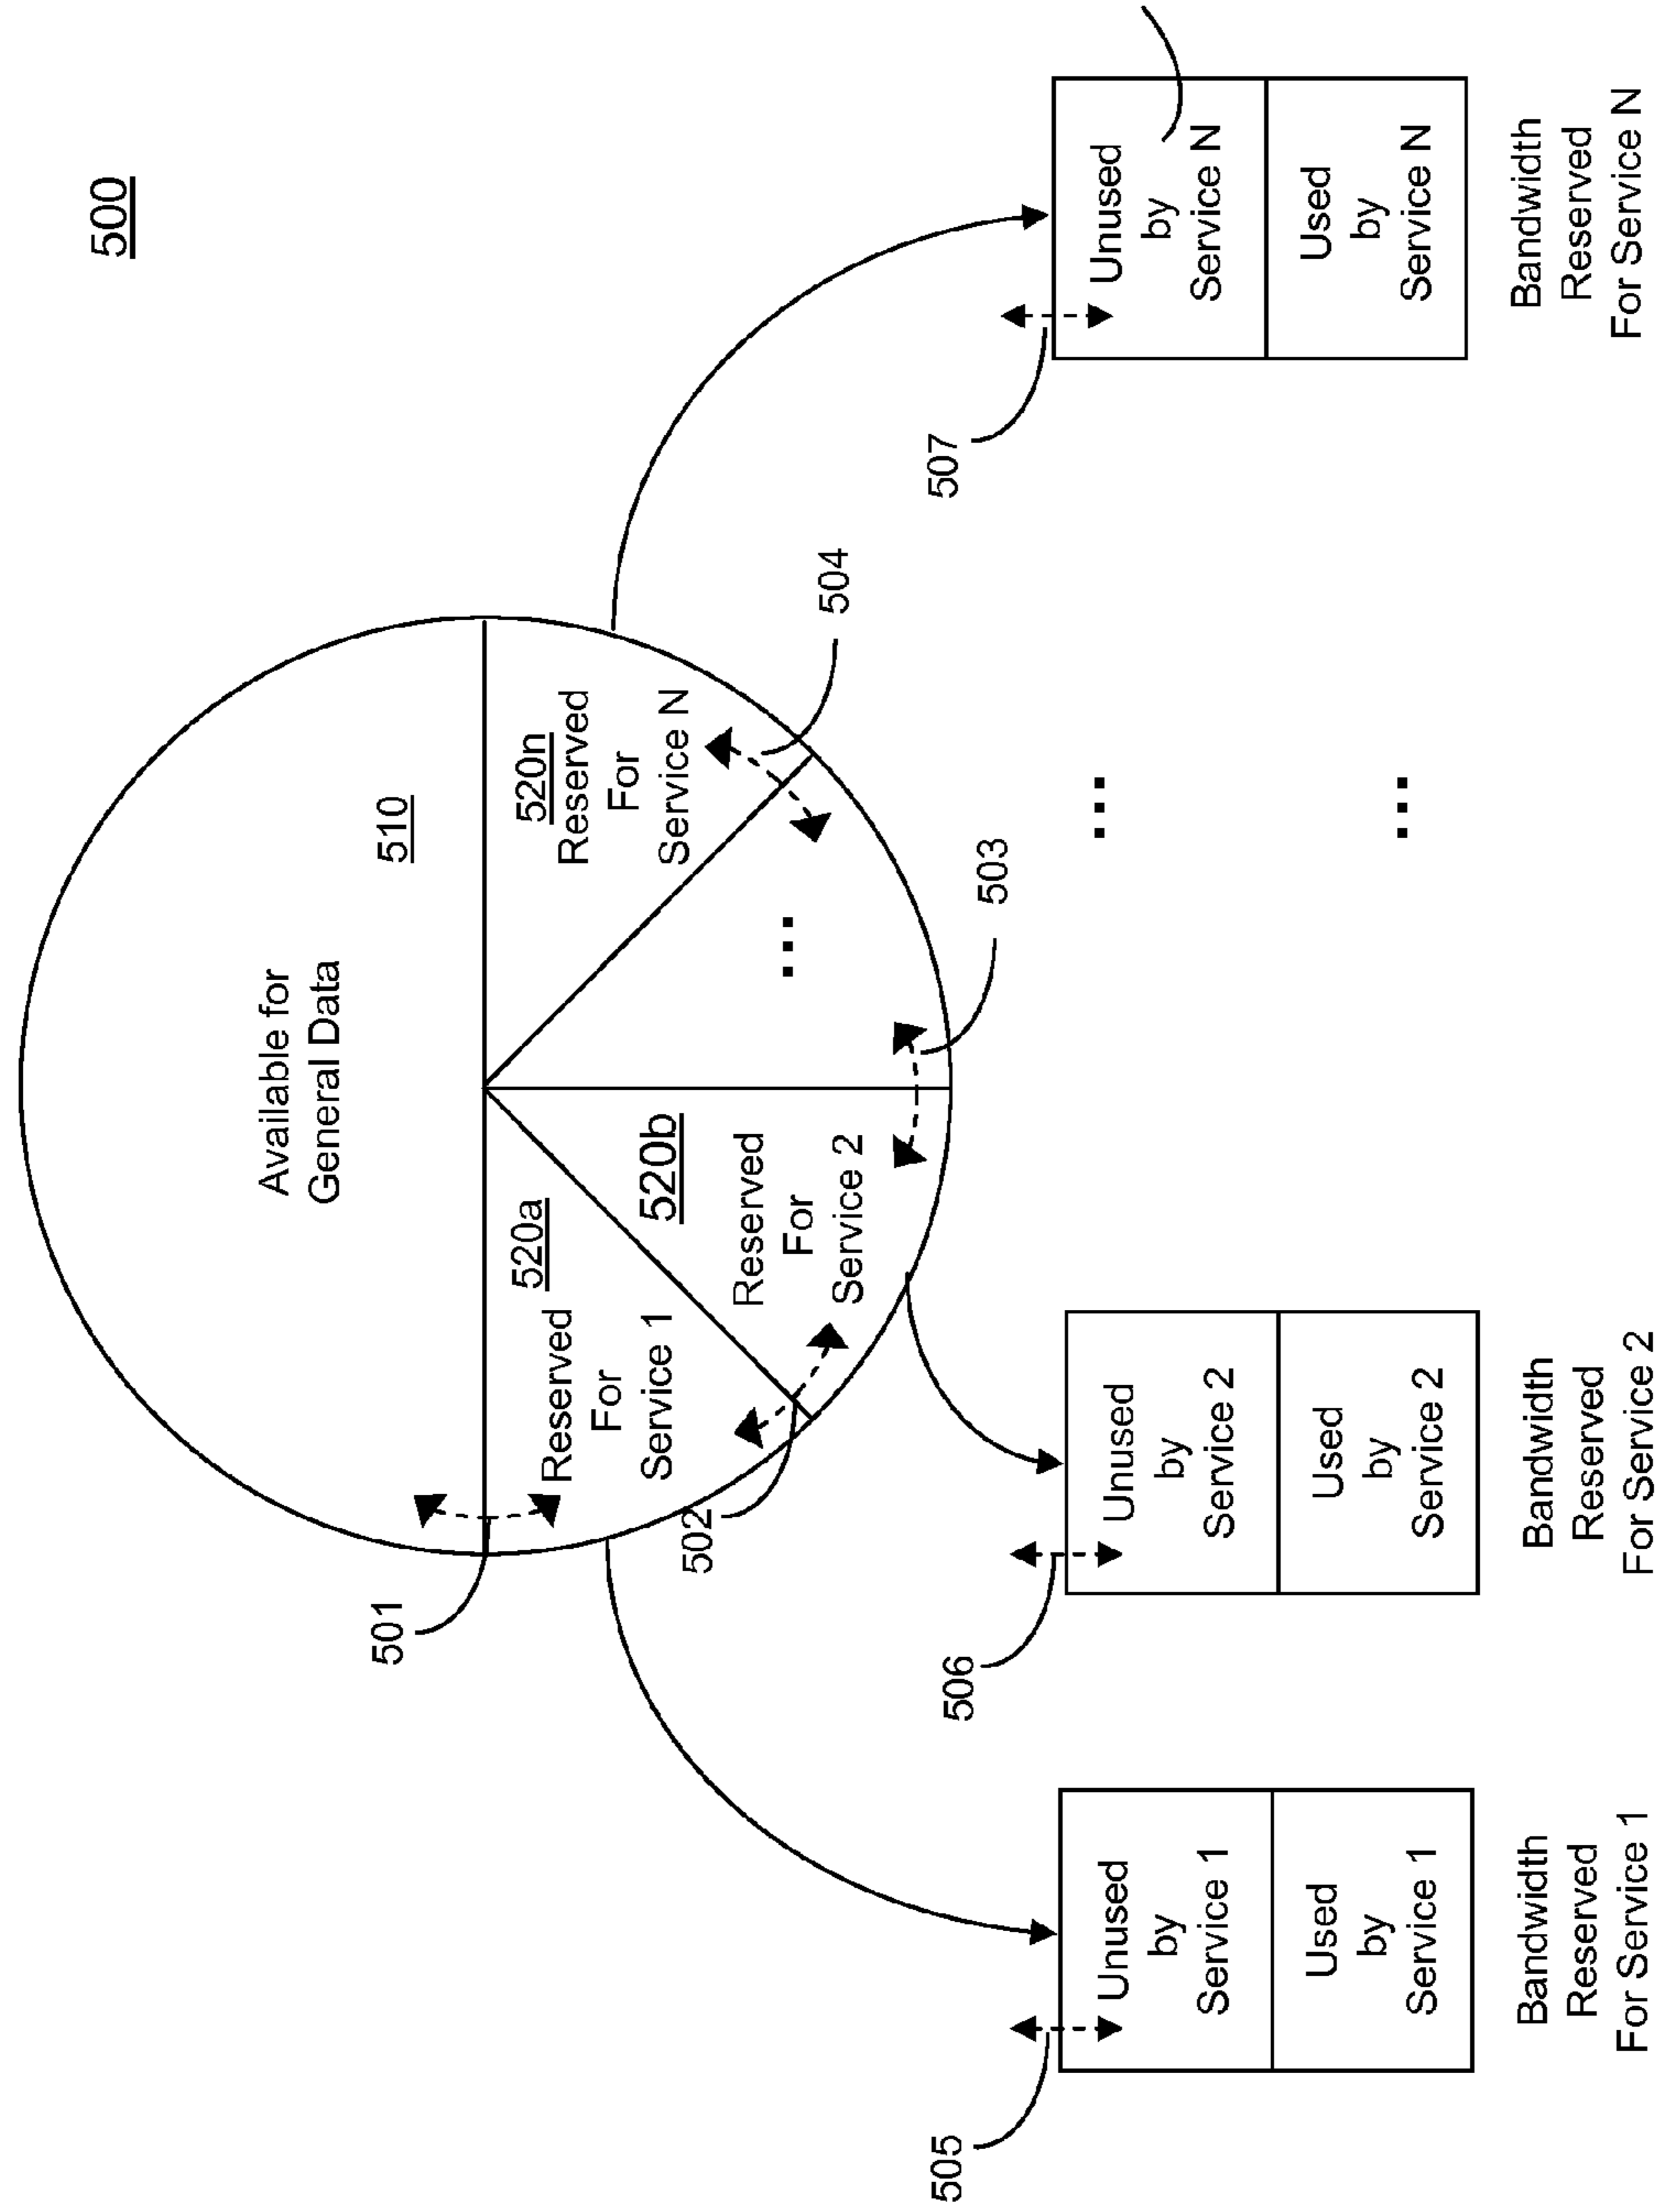 500
Available for
General Data
510
501
520a
Reserved
For
Service 1
502
520b
Reserved
For
Service 2
503
...
520n
Reserved
For
Service N
504
505
Unused
by
Service 1
Used
by
Service 1
Bandwidth
Reserved
For Service 1
506
Unused
by
Service 2
Used
by
Service 2
Bandwidth
Reserved
For Service 2
...
...
507
Unused
by
Service N
Used
by
Service N
Bandwidth
Reserved
For Service N